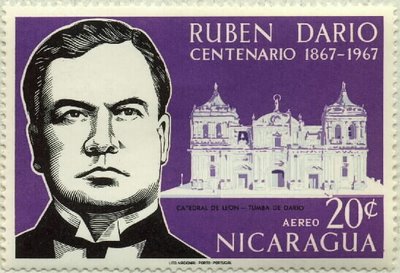 RUBEN DARIO
CENTENARIO 1867-1967
CATEDRAL DE LEON - TUMBA DE DARIO
AEREO 20¢
NICARAGUA
LITO NACIONAL-PORTO-PORTUGAL